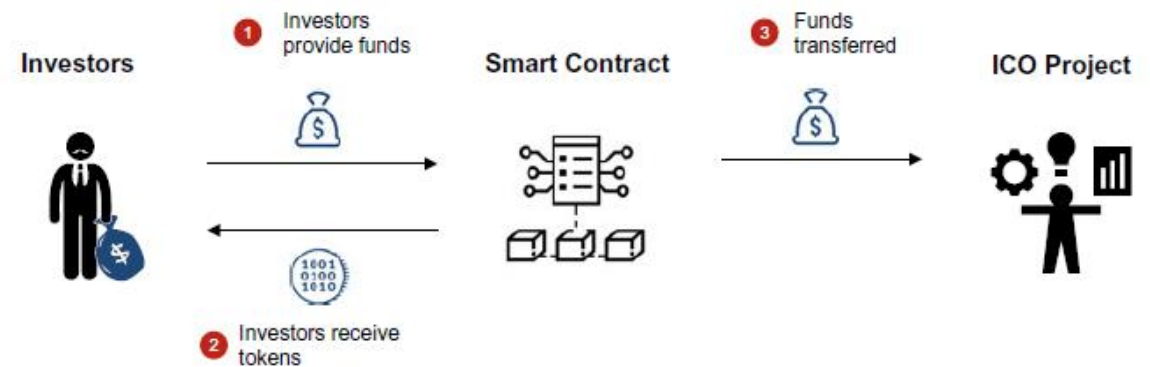 Investors
1
Investors
provide funds
$
Smart Contract
3
Funds
transferred
$
ICO Project
$
1001
0100
1010
2
Investors receive
tokens